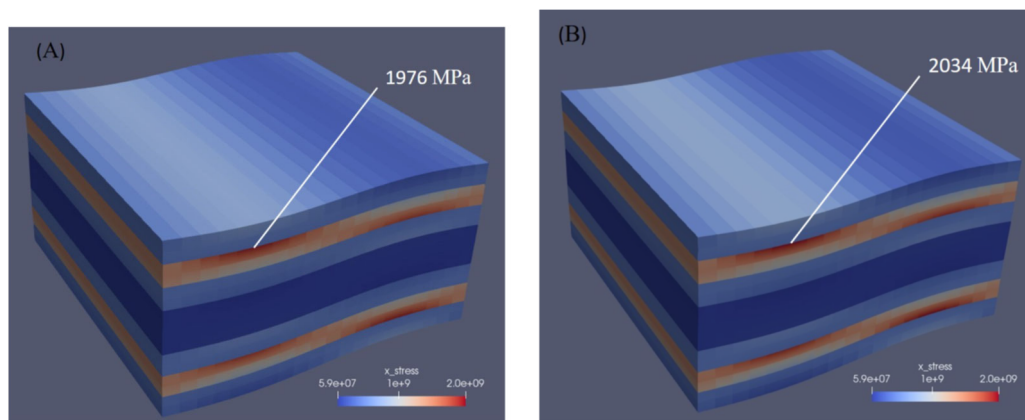 (A)
1976 MPa
x_stress
5.9e+07 1e+9 2.0e+09
(B)
2034 MPa
x_stress
5.9e+07 1e+9 2.0e+09